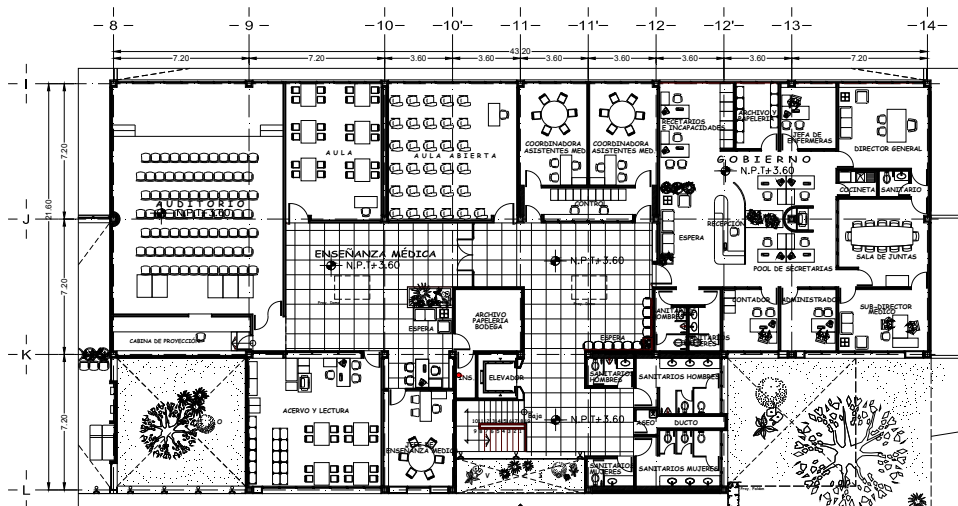 8 9 10 10' 11 11' 12 12' 13 14
43.20
7.20 7.20 3.60 3.60 3.60 3.60 3.60 3.60 7.20
I
J
K
L
21.60
7.20
7.20
7.20
AUDITORIO
N.P.T+3.60
CABINA DE PROYECCION
AULA
AULA ABIERTA
COORDINADORA
ASISTENTES MED.
COORDINADORA
ASISTENTES MED.
CONTROL
RECETARIOS
E INCAPACIDADES
ARCHIVO Y
PAPELERIA
JEFA DE
ENFERMERAS
DIRECTOR GENERAL
GOBIERNO
N.P.T+3.60
COCINETA
SANITARIO
RECEPCION
ESPERA
POOL DE SECRETARIAS
SALA DE JUNTAS
ENSEÑANZA MÉDICA
N.P.T+3.60
N.P.T+3.60
ESPERA
ARCHIVO
PAPELERIA
BODEGA
ESPERA
CONTADOR
ADMINISTRADOR
SUB-DIRECTOR
MEDICO
ACERVO Y LECTURA
ENSEÑANZA MEDICA
ELEVADOR
Baja
N.P.T+3.60
SANITARIOS
HOMBRES
SANITARIOS HOMBRES
ASEO
DUCTO
SANITARIOS
MUJERES
SANITARIOS MUJERES